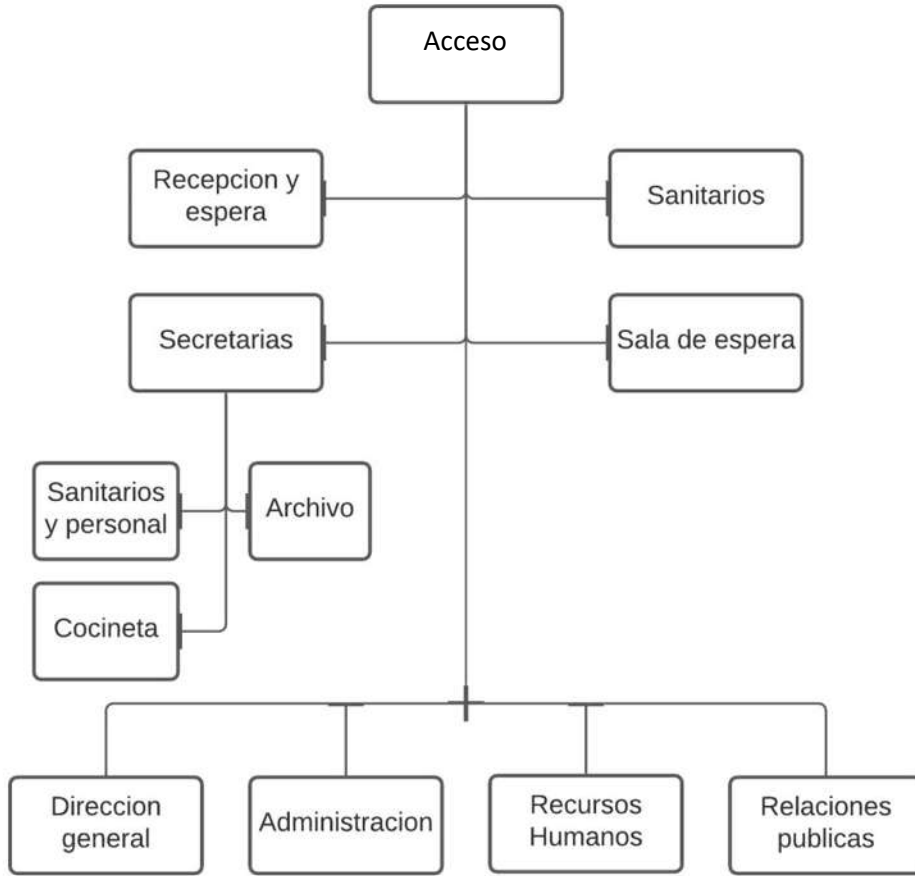 Acceso
Recepcion y
espera
Sanitarios
Secretarias
Sala de espera
Sanitarios
y personal
Archivo
Cocineta
Direccion
general
Administracion
Recursos
Humanos
Relaciones
publicas